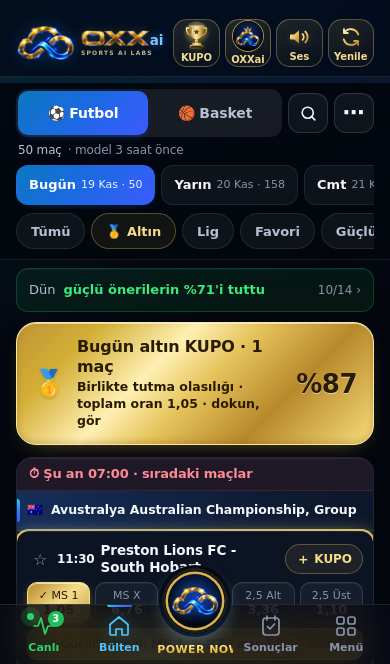 OXX ai
SPORTS AI LABS
KUPO
OXXai
Ses
Yenile
Futbol
Basket
50 maç · model 3 saat önce
Bugün 19 Kas · 50
Yarın 20 Kas · 158
Cmt 21 K
Tümü
Altın
Lig
Favori
Güçlü
Dün güçlü önerilerin %71'i tuttu 10/14 ›
Bugün altın KUPO · 1
maç
Birlikte tutma olasılığı ·
toplam oran 1,05 · dokun,
gör
%87
Şu an 07:00 · sıradaki maçlar
Avustralya Australian Championship, Group
11:30
Preston Lions FC -
South Hobart
+ KUPO
✓ MS 1
MS X
2,5 Alt
2,5 Üst
3
Canlı
Bülten
POWER NOW
Sonuçlar
Menü